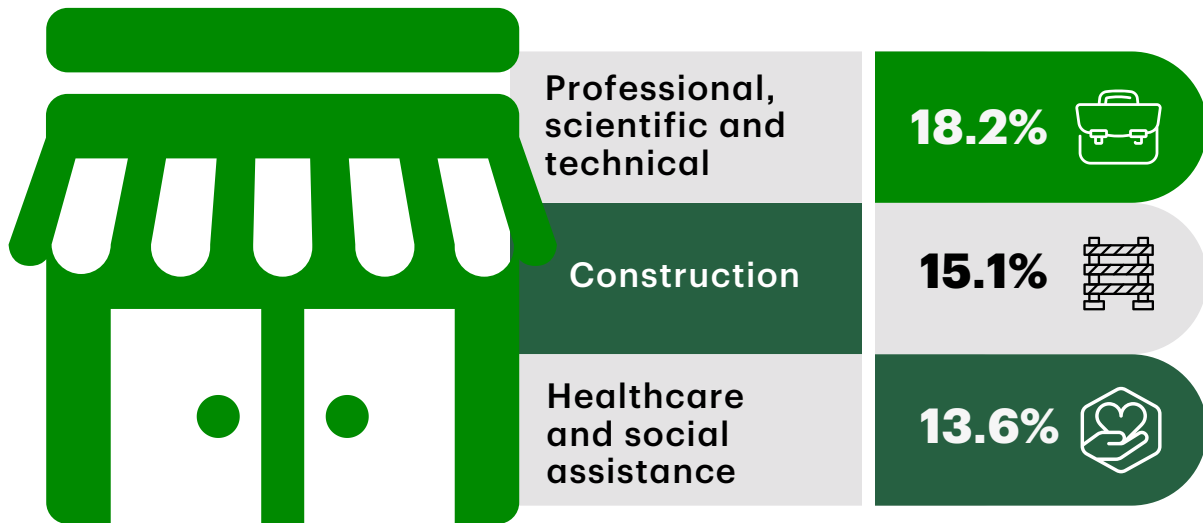 Professional,
scientific and
technical
18.2%
Construction
15.1%
Healthcare
and social
assistance
13.6%